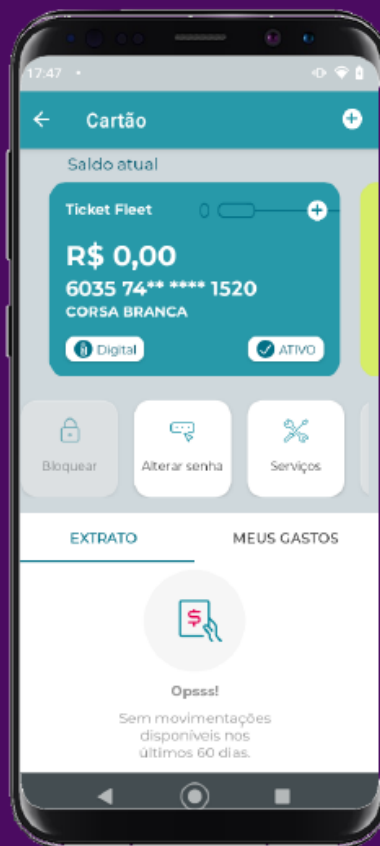 17:47
Cartão
Saldo atual
Ticket Fleet
R$ 0,00
6035 74** **** 1520
CORSA BRANCA
Digital
ATIVO
Bloquear
Alterar senha
Serviços
EXTRATO
MEUS GASTOS
Opsss!
Sem movimentações
disponíveis nos
últimos 60 dias.